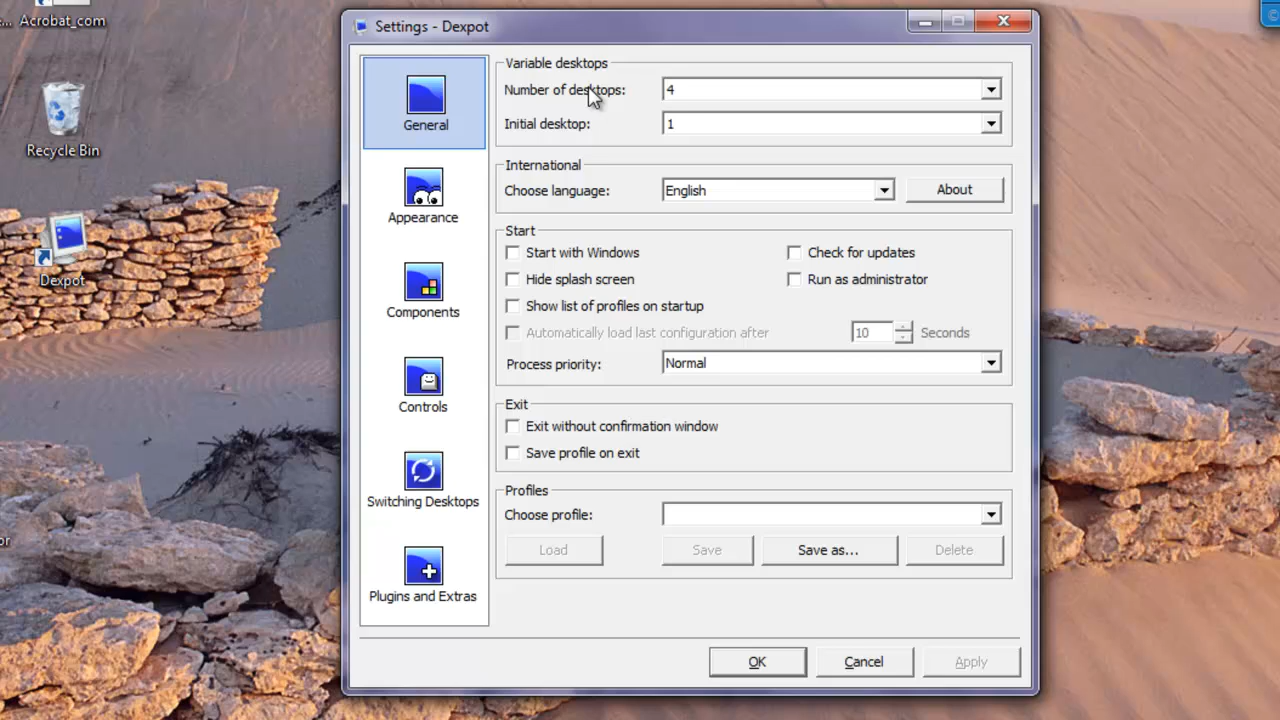 ... Acrobat_com
Settings - Dexpot
Recycle Bin
Dexpot
or
General
Appearance
Components
Controls
Switching Desktops
Plugins and Extras
Variable desktops
Number of desktops: 4
Initial desktop: 1
International
Choose language: English About
Start
Start with Windows Check for updates
Hide splash screen Run as administrator
Show list of profiles on startup
Automatically load last configuration after 10 Seconds
Process priority: Normal
Exit
Exit without confirmation window
Save profile on exit
Profiles
Choose profile:
Load Save Save as... Delete
OK Cancel Apply